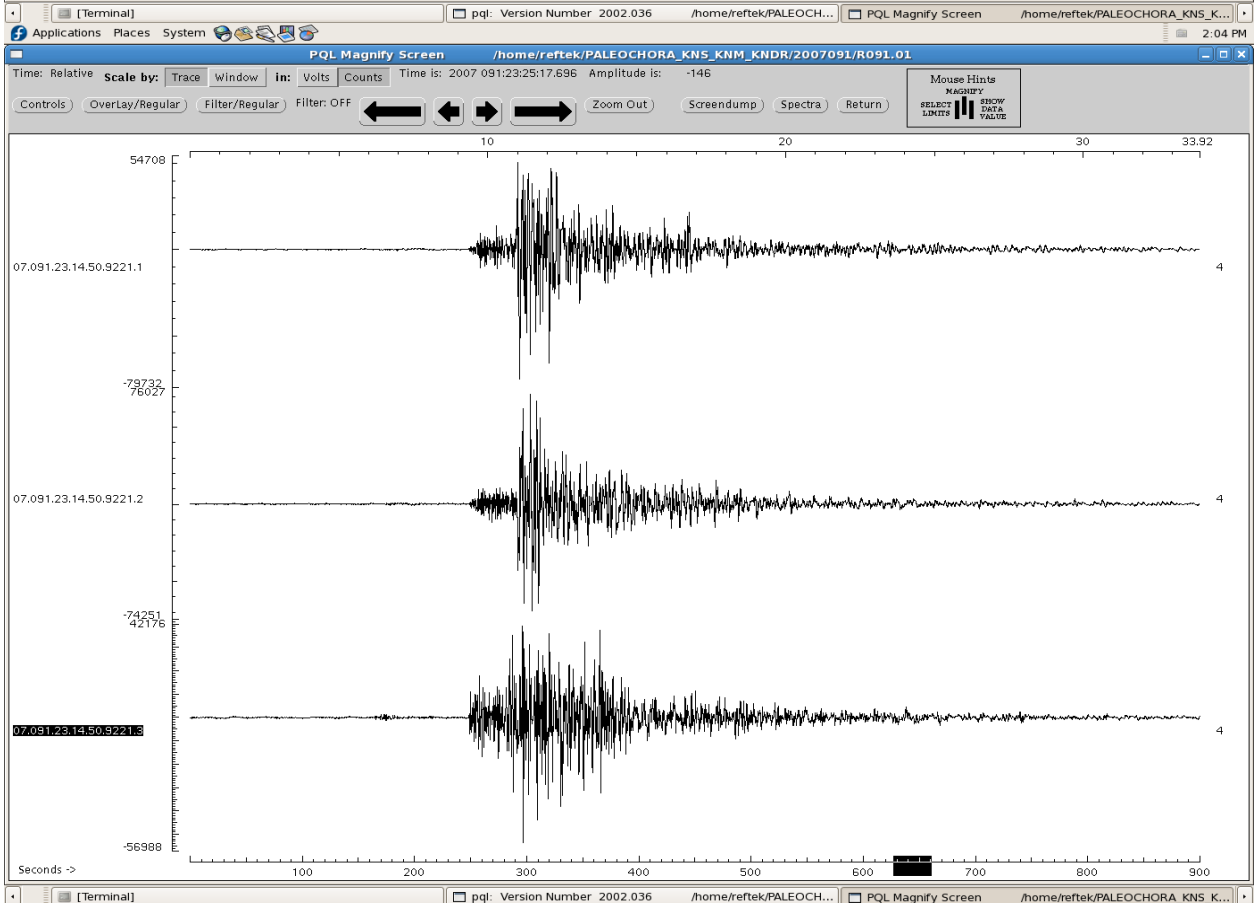 [Terminal] pql: Version Number 2002.036 /home/reftek/PALEOCH... PQL Magnify Screen /home/reftek/PALEOCHORA_KNS_K...
Applications Places System 2:04 PM
PQL Magnify Screen /home/reftek/PALEOCHORA_KNS_KNM_KNDR/2007091/R091.01
Time: Relative Scale by: Trace Window in: Volts Counts Time is: 2007 091:23:25:17.696 Amplitude is: -146
Mouse Hints
MAGNIFY
SELECT LIMITS
SHOW DATA VALUE
Controls OverLay/Regular Filter/Regular Filter: OFF Zoom Out Screendump Spectra Return
10 20 30 33.92
54708
07.091.23.14.50.9221.1 4
-79732
76027
07.091.23.14.50.9221.2 4
-74251
42176
07.091.23.14.50.9221.3 4
-56988
Seconds -> 100 200 300 400 500 600 700 800 900
[Terminal] pql: Version Number 2002.036 /home/reftek/PALEOCH... PQL Magnify Screen /home/reftek/PALEOCHORA_KNS_K...